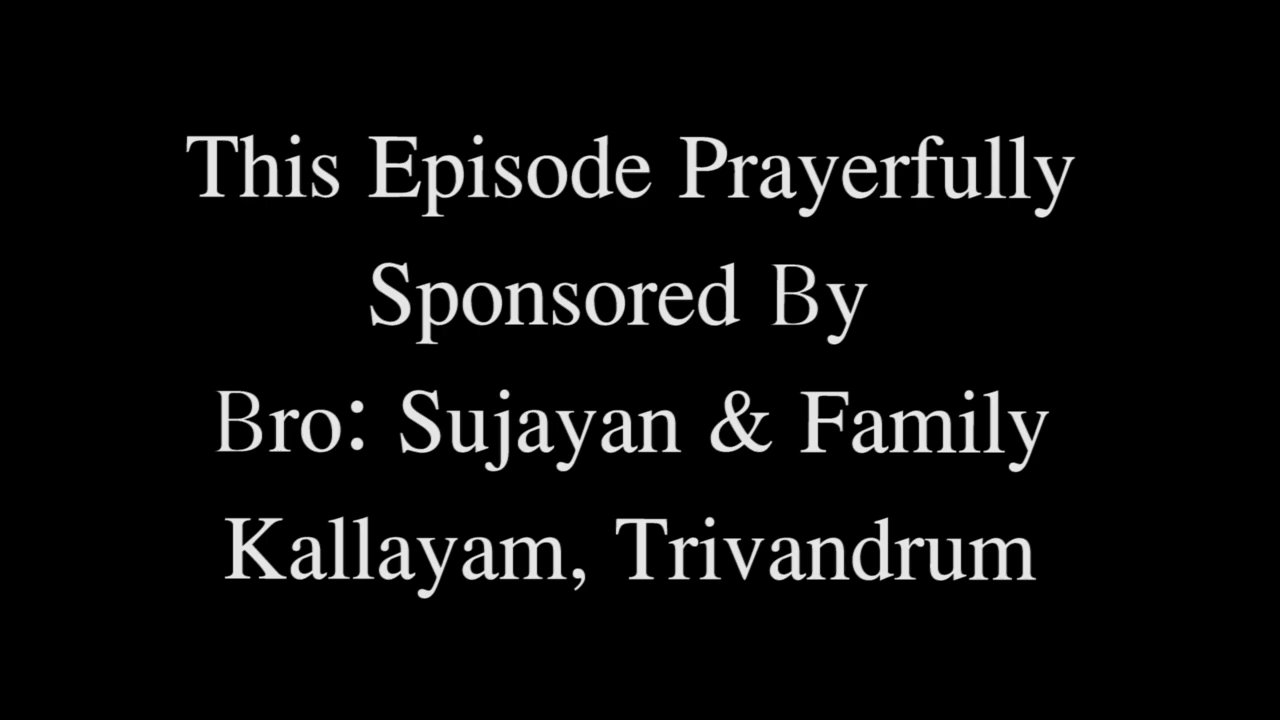 This Episode Prayerfully
Sponsored By
Bro: Sujayan & Family
Kallayam, Trivandrum